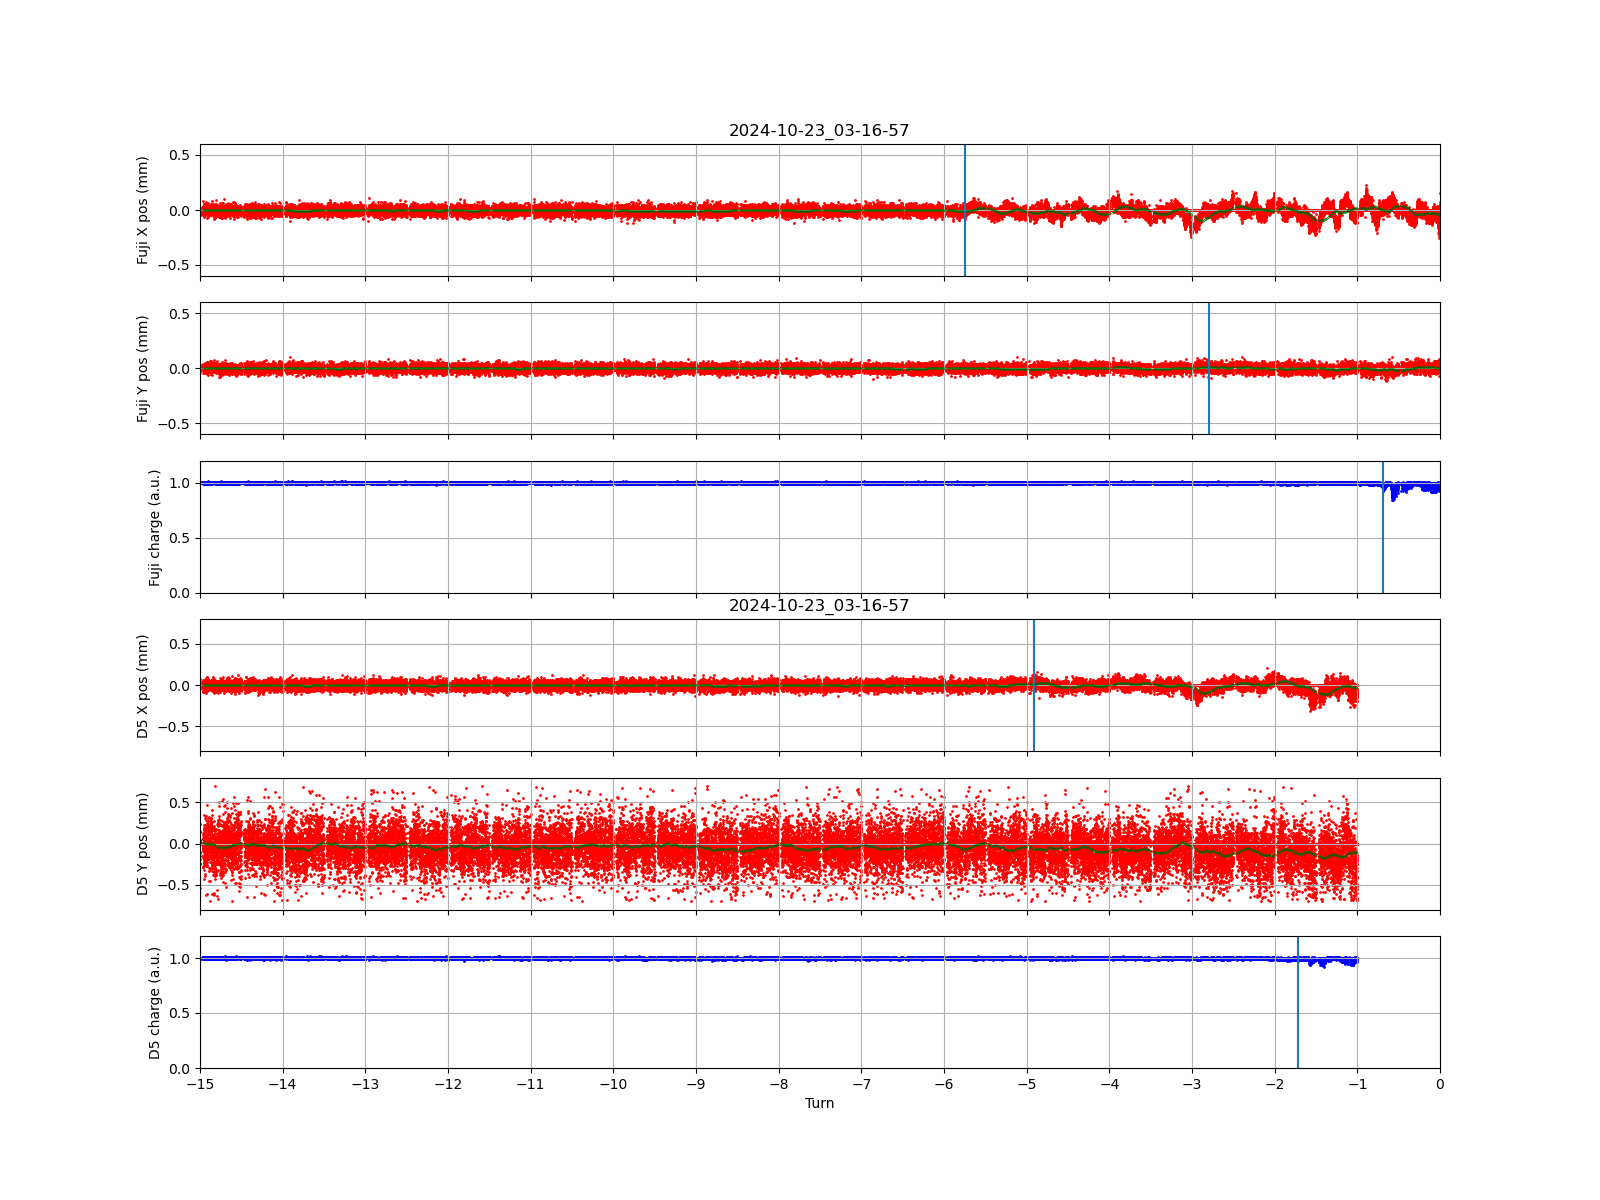 2024-10-23_03-16-57
Fuji X pos (mm)
0.5
0.0
−0.5
Fuji Y pos (mm)
0.5
0.0
−0.5
Fuji charge (a.u.)
1.0
0.5
0.0
2024-10-23_03-16-57
D5 X pos (mm)
0.5
0.0
−0.5
D5 Y pos (mm)
0.5
0.0
−0.5
D5 charge (a.u.)
1.0
0.5
0.0
−15 −14 −13 −12 −11 −10 −9 −8 −7 −6 −5 −4 −3 −2 −1 0
Turn